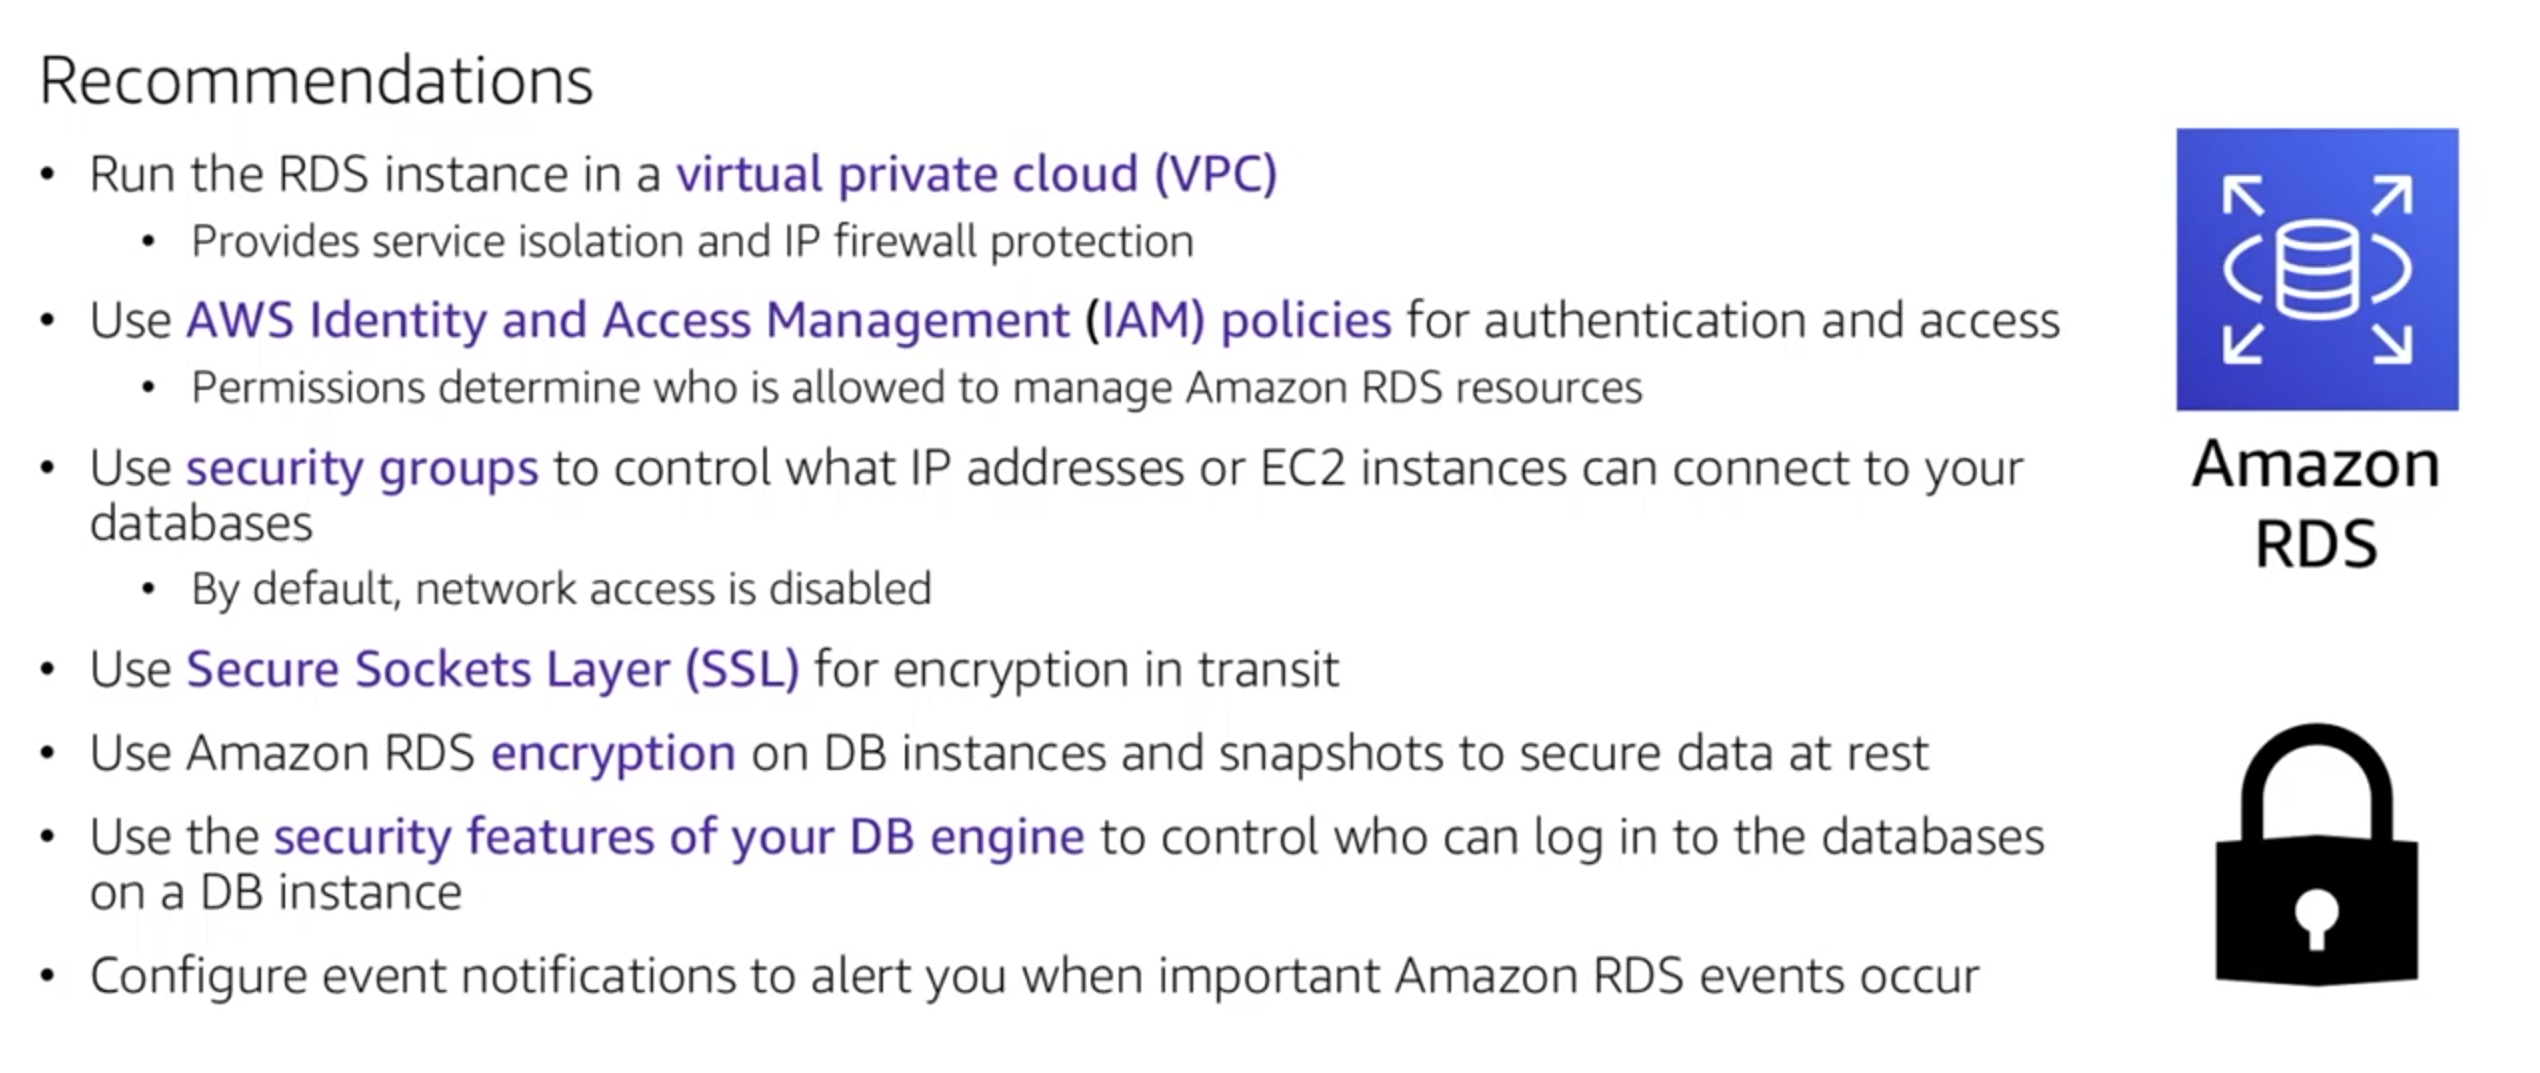 Recommendations
• Run the RDS instance in a virtual private cloud (VPC)
• Provides service isolation and IP firewall protection
• Use AWS Identity and Access Management (IAM) policies for authentication and access
• Permissions determine who is allowed to manage Amazon RDS resources
• Use security groups to control what IP addresses or EC2 instances can connect to your
databases
• By default, network access is disabled
• Use Secure Sockets Layer (SSL) for encryption in transit
• Use Amazon RDS encryption on DB instances and snapshots to secure data at rest
• Use the security features of your DB engine to control who can log in to the databases
on a DB instance
• Configure event notifications to alert you when important Amazon RDS events occur
Amazon
RDS